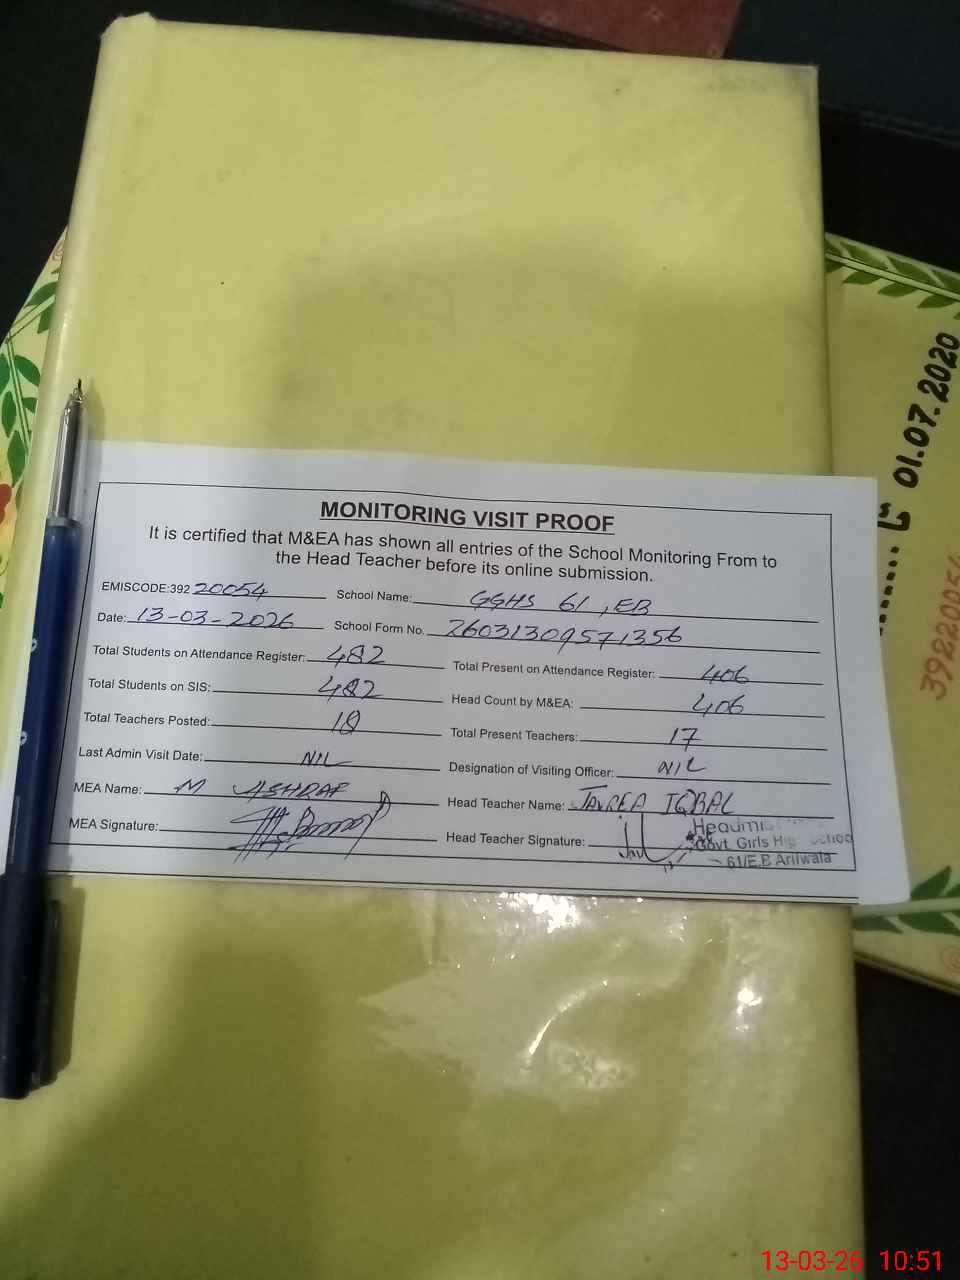 MONITORING VISIT PROOF
It is certified that M&EA has shown all entries of the School Monitoring From to
the Head Teacher before its online submission.
EMISCODE:392 20054 School Name: GGHS 61, EB
Date: 13-03-2026 School Form No. 26031309571356
Total Students on Attendance Register: 482 Total Present on Attendance Register: 406
Total Students on SIS: 482 Head Count by M&EA: 406
Total Teachers Posted: 18 Total Present Teachers: 17
Last Admin Visit Date: NIL Designation of Visiting Officer: NIL
MEA Name: M ASHRAF Head Teacher Name: IQBAL
MEA Signature: Head Teacher Signature:
Govt. Girls School
61/E.B Arifwala
01.07.2020
39220054
13-03-26 10:51